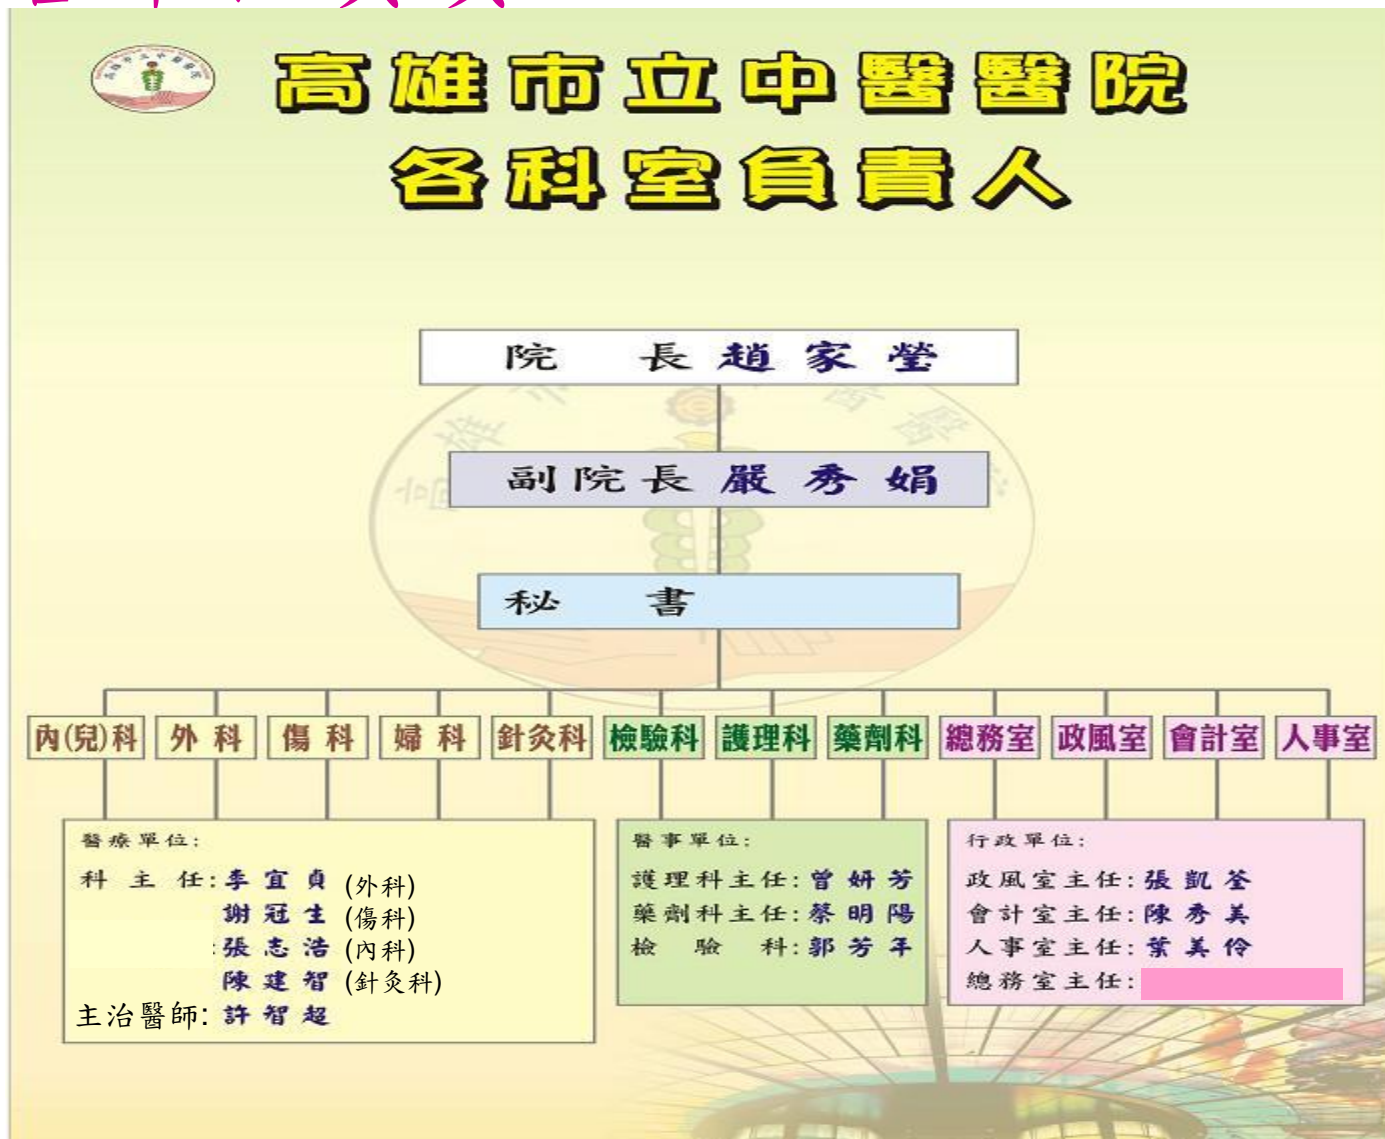 高雄市立中醫醫院
各科室負責人
院 長 趙家瑩
副院長 嚴秀娟
秘 書
內(兒)科 外科 傷科 婦科 針灸科 檢驗科 護理科 藥劑科 總務室 政風室 會計室 人事室
醫療單位:
科主任:李宜貞 (外科)
謝冠生 (傷科)
:張志浩 (內科)
陳建智 (針灸科)
主治醫師: 許智超
醫事單位:
護理科主任:曾妍芳
藥劑科主任:蔡明陽
檢驗科:郭芳年
行政單位:
政風室主任:張凱荃
會計室主任:陳秀美
人事室主任:葉美伶
總務室主任: